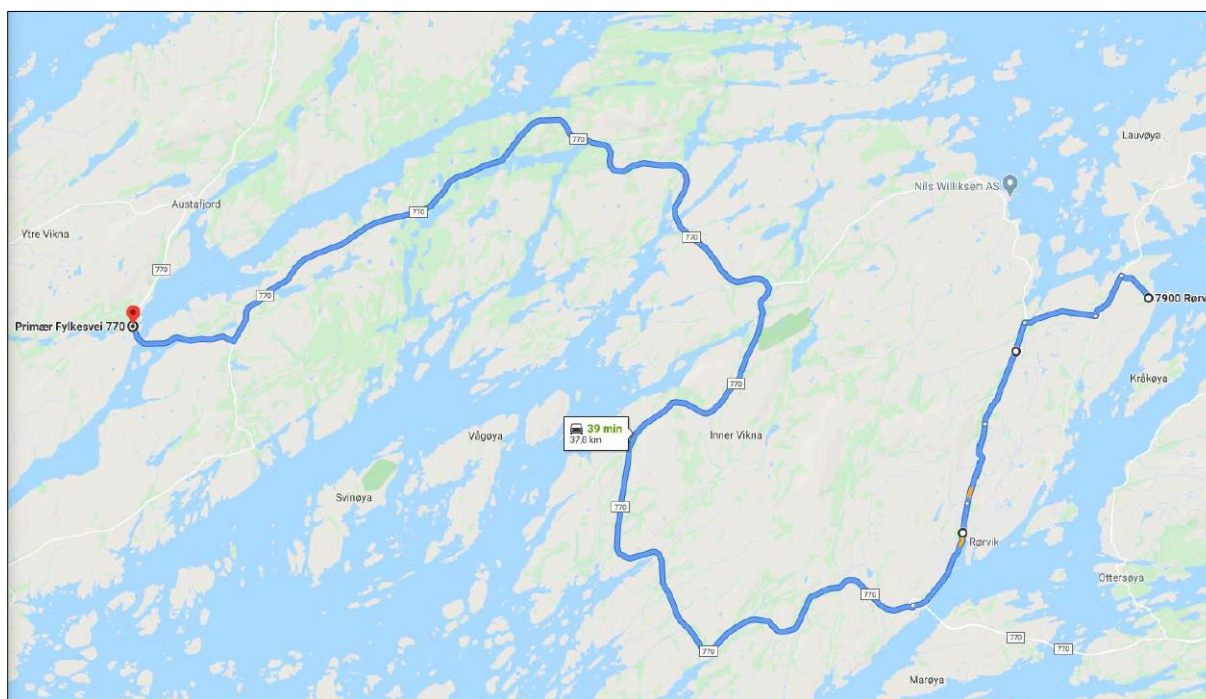 Lauvøya
770
Nils Williksen AS
Austafjord
770
Ytre Vikna
770
770
770
7900 Rørv
Primær Fylkesvei 770
Kråkøya
770
39 min
37,8 km
Inner Vikna
Vågøya
Svinøya
770
Rørvik
Ottersøya
770
770
770
770
Marøya